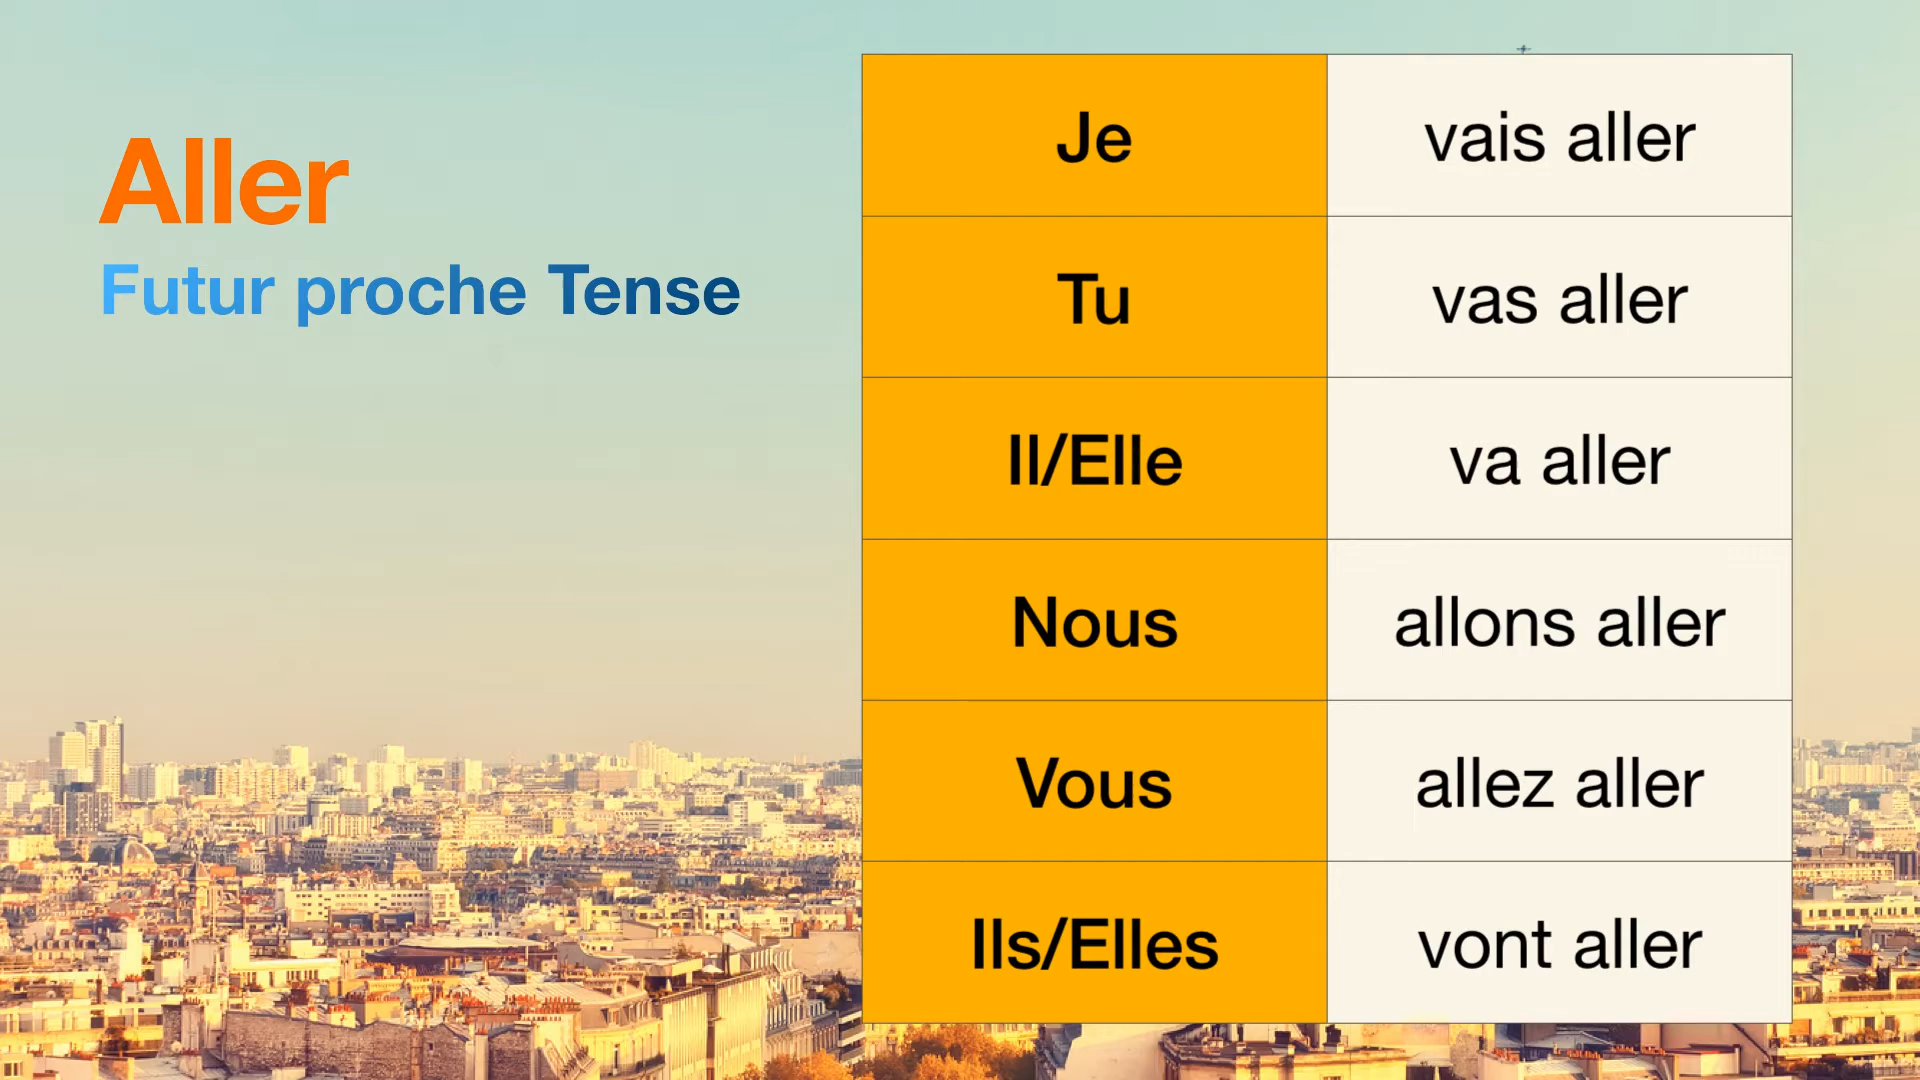 Aller
Futur proche Tense
Je vais aller
Tu vas aller
Il/Elle va aller
Nous allons aller
Vous allez aller
Ils/Elles vont aller